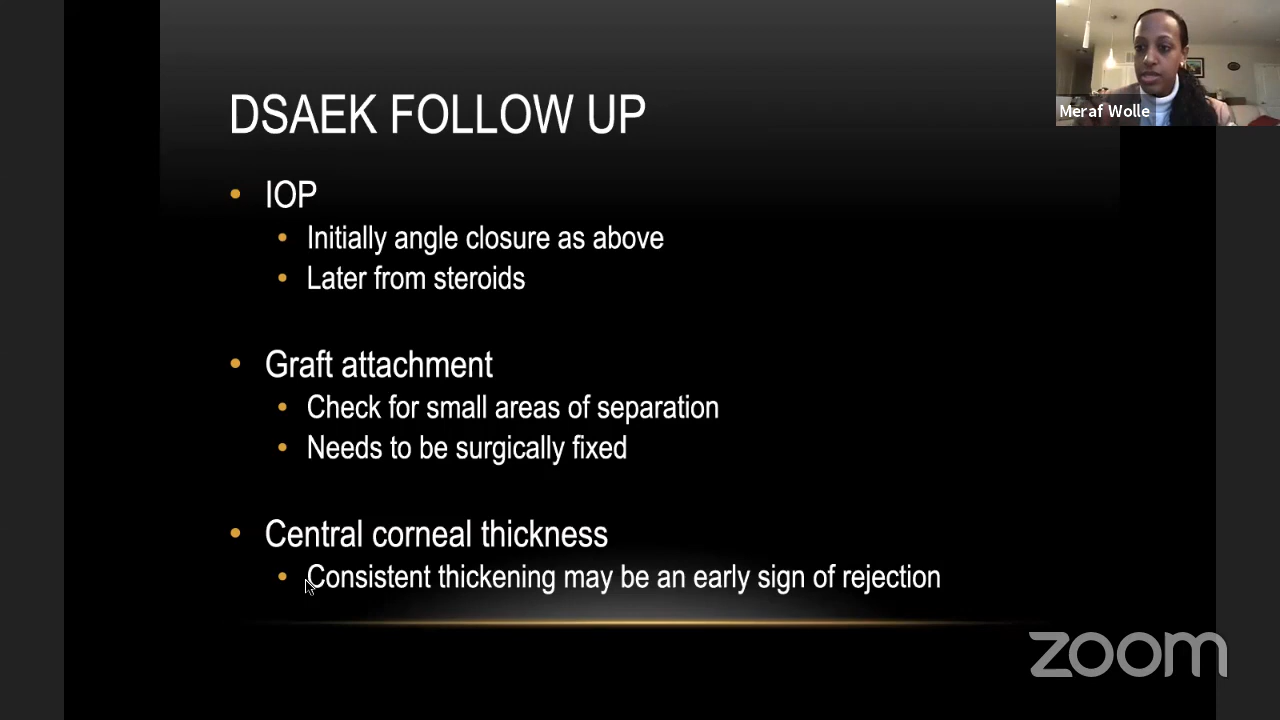 Meraf Wolle
DSAEK FOLLOW UP
• IOP
• Initially angle closure as above
• Later from steroids
• Graft attachment
• Check for small areas of separation
• Needs to be surgically fixed
• Central corneal thickness
• Consistent thickening may be an early sign of rejection
zoom